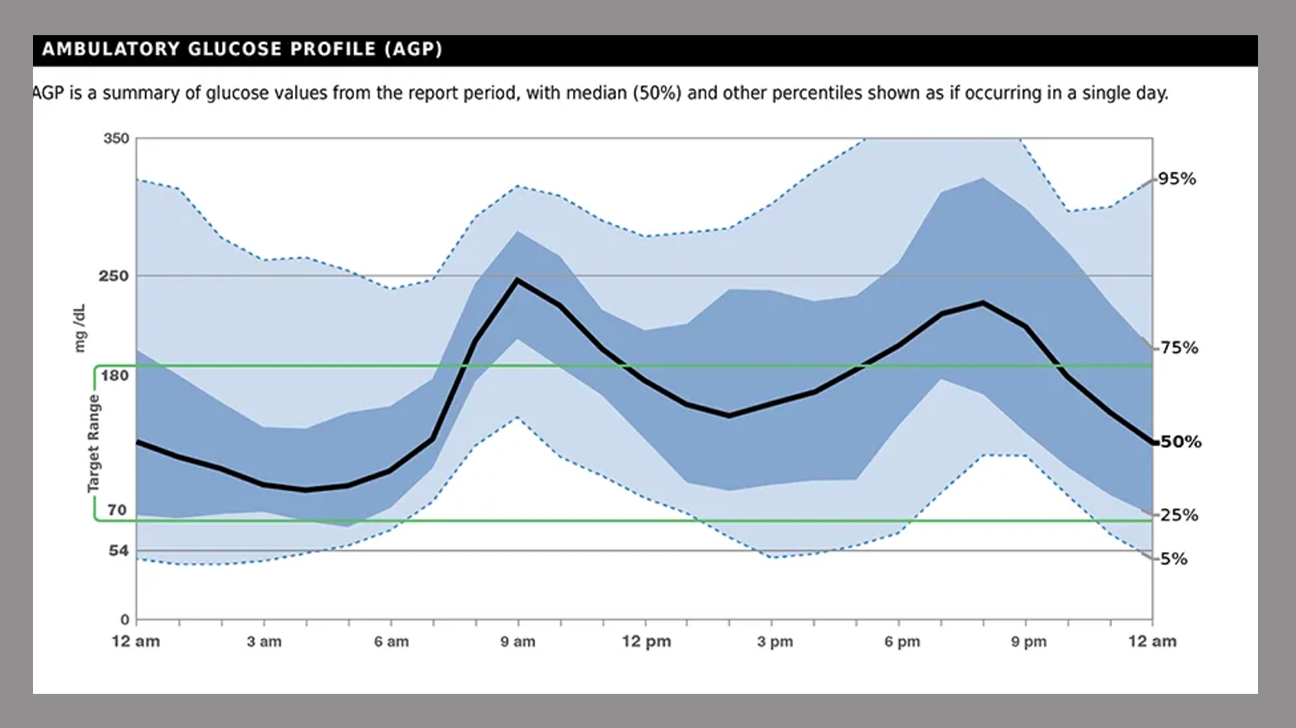 AMBULATORY GLUCOSE PROFILE (AGP)
AGP is a summary of glucose values from the report period, with median (50%) and other percentiles shown as if occurring in a single day.
350
95%
250
mg /dL
75%
180
Target Range
50%
70
25%
54
5%
0
12 am 3 am 6 am 9 am 12 pm 3 pm 6 pm 9 pm 12 am